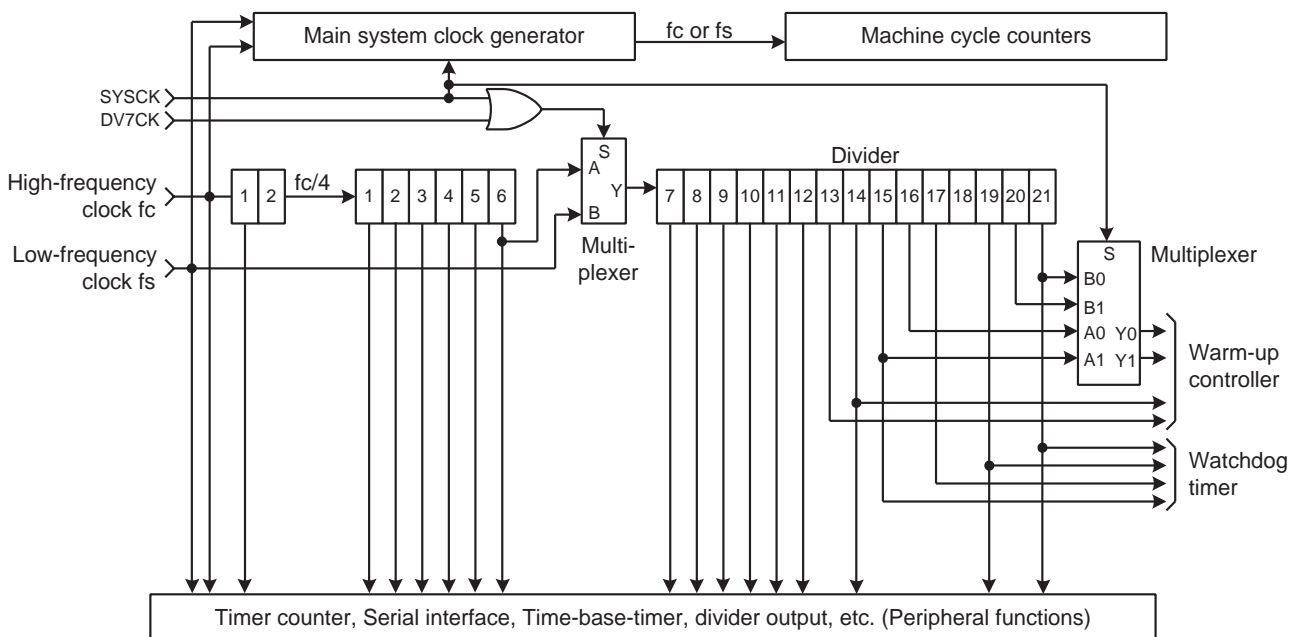 Main system clock generator
fc or fs
Machine cycle counters
SYSCK
DV7CK
High-frequency
clock fc
Low-frequency
clock fs
1 2
fc/4
1 2 3 4 5 6
S
A
Y
B
Multi-
plexer
Divider
7 8 9 10 11 12 13 14 15 16 17 18 19 20 21
S
B0
B1
A0 Y0
A1 Y1
Multiplexer
Warm-up
controller
Watchdog
timer
Timer counter, Serial interface, Time-base-timer, divider output, etc. (Peripheral functions)